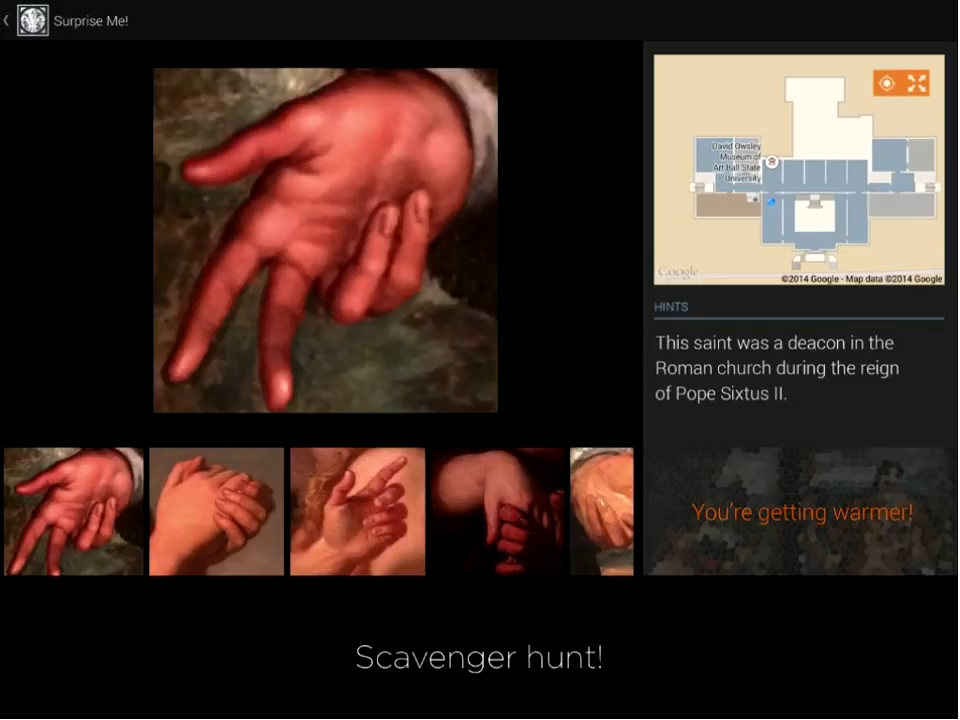 Surprise Me!
David Owsley
Museum of
Art Ball State
University
Google
©2014 Google - Map data ©2014 Google
HINTS
This saint was a deacon in the
Roman church during the reign
of Pope Sixtus II.
You're getting warmer!
Scavenger hunt!